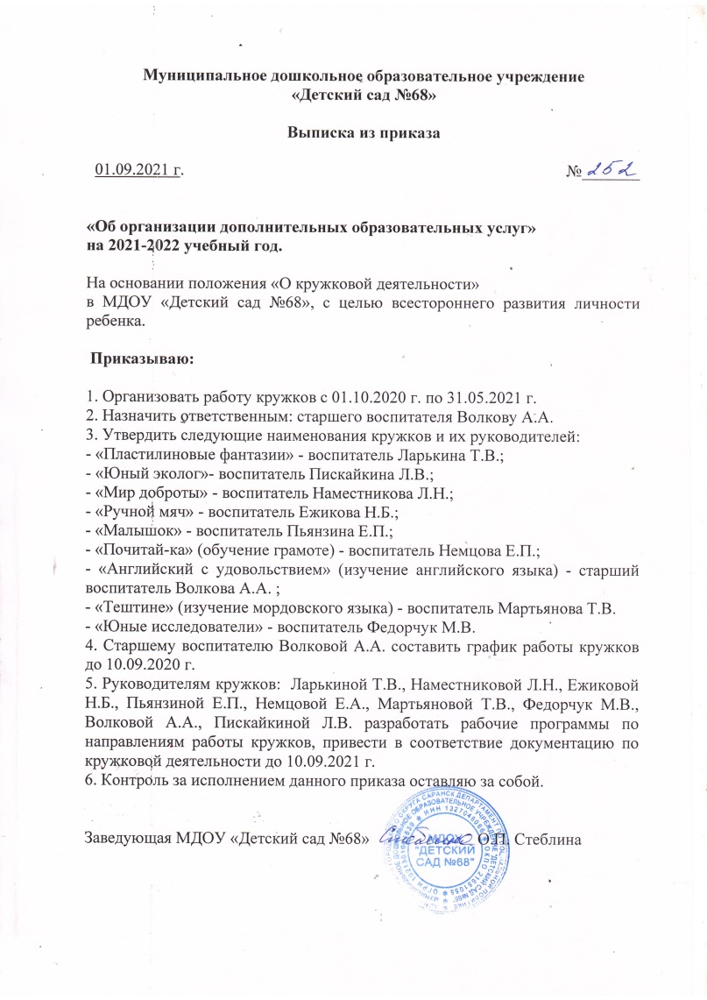 Муниципальное дошкольное образовательное учреждение
«Детский сад №68»
Выписка из приказа
01.09.2021 г. № 252
«Об организации дополнительных образовательных услуг»
на 2021-2022 учебный год.
На основании положения «О кружковой деятельности»
в МДОУ «Детский сад №68», с целью всестороннего развития личности
ребенка.
Приказываю:
1. Организовать работу кружков с 01.10.2020 г. по 31.05.2021 г.
2. Назначить ответственным: старшего воспитателя Волкову А.А.
3. Утвердить следующие наименования кружков и их руководителей:
- «Пластилиновые фантазии» - воспитатель Ларькина Т.В.;
- «Юный эколог»- воспитатель Пискайкина Л.В.;
- «Мир доброты» - воспитатель Наместникова Л.Н.;
- «Ручной мяч» - воспитатель Ежикова Н.Б.;
- «Малышок» - воспитатель Пьянзина Е.П.;
- «Почитай-ка» (обучение грамоте) - воспитатель Немцова Е.П.;
- «Английский с удовольствием» (изучение английского языка) - старший
воспитатель Волкова А.А. ;
- «Тештине» (изучение мордовского языка) - воспитатель Мартьянова Т.В.
- «Юные исследователи» - воспитатель Федорчук М.В.
4. Старшему воспитателю Волковой А.А. составить график работы кружков
до 10.09.2020 г.
5. Руководителям кружков: Ларькиной Т.В., Наместниковой Л.Н., Ежиковой
Н.Б., Пьянзиной Е.П., Немцовой Е.А., Мартьяновой Т.В., Федорчук М.В.,
Волковой А.А., Пискайкиной Л.В. разработать рабочие программы по
направлениям работы кружков, привести в соответствие документацию по
кружковой деятельности до 10.09.2021 г.
6. Контроль за исполнением данного приказа оставляю за собой.
Заведующая МДОУ «Детский сад №68» О.П. Стеблина
МДОУ
"ДЕТСКИЙ
САД №68"